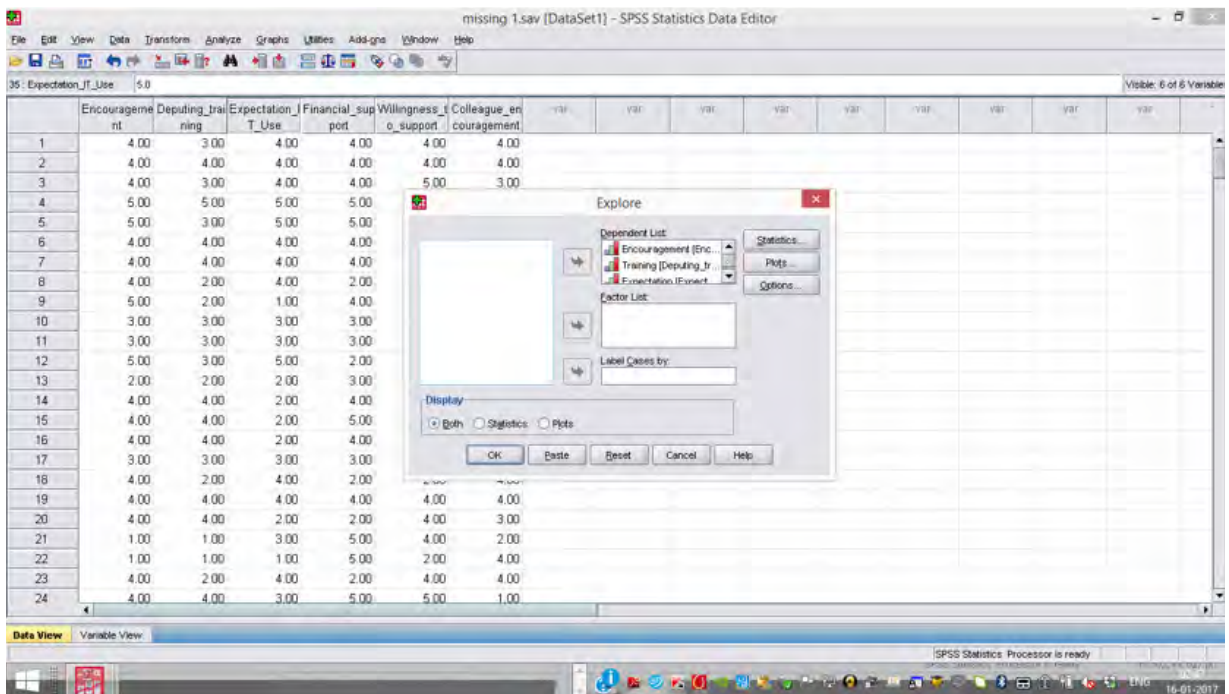 missing 1.sav [DataSet1] - SPSS Statistics Data Editor
File Edit View Data Transform Analyze Graphs Utilities Add-ons Window Help
35 : Expectation_IT_Use 5.0 Visible: 6 of 6 Variable
Encourageme Deputing_trai Expectation_I Financial_sup Willingness_t Colleague_en var var var var var var var var
nt ning T_Use port o_support couragement
1 4.00 3.00 4.00 4.00 4.00 4.00
2 4.00 4.00 4.00 4.00 4.00 4.00
3 4.00 3.00 4.00 4.00 5.00 3.00
4 5.00 5.00 5.00 5.00
5 5.00 3.00 5.00 5.00
6 4.00 4.00 4.00 4.00
7 4.00 4.00 4.00 4.00
8 4.00 2.00 4.00 2.00
9 5.00 2.00 1.00 4.00
10 3.00 3.00 3.00 3.00
11 3.00 3.00 3.00 3.00
12 5.00 3.00 5.00 2.00
13 2.00 2.00 2.00 3.00
14 4.00 4.00 2.00 4.00
15 4.00 4.00 2.00 5.00
16 4.00 4.00 2.00 4.00
17 3.00 3.00 3.00 3.00
18 4.00 2.00 4.00 2.00
19 4.00 4.00 4.00 4.00 4.00 4.00
20 4.00 4.00 2.00 2.00 4.00 3.00
21 1.00 1.00 3.00 5.00 4.00 2.00
22 1.00 1.00 1.00 5.00 2.00 4.00
23 4.00 2.00 4.00 2.00 4.00 4.00
24 4.00 4.00 3.00 5.00 5.00 1.00
Explore
Dependent List:
Encouragement [Enc...
Training [Deputing_tr...
Expectation [Expect...
Statistics...
Plots...
Options...
Factor List:
Label Cases by:
Display
Both Statistics Plots
OK Paste Reset Cancel Help
Data View Variable View
SPSS Statistics Processor is ready
ENG
16-01-2017